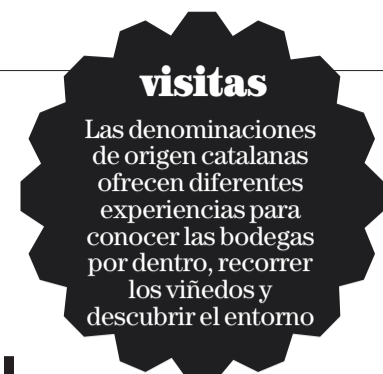 visitas
Las denominaciones
de origen catalanas
ofrecen diferentes
experiencias para
conocer las bodegas
por dentro, recorrer
los viñedos y
descubrir el entorno